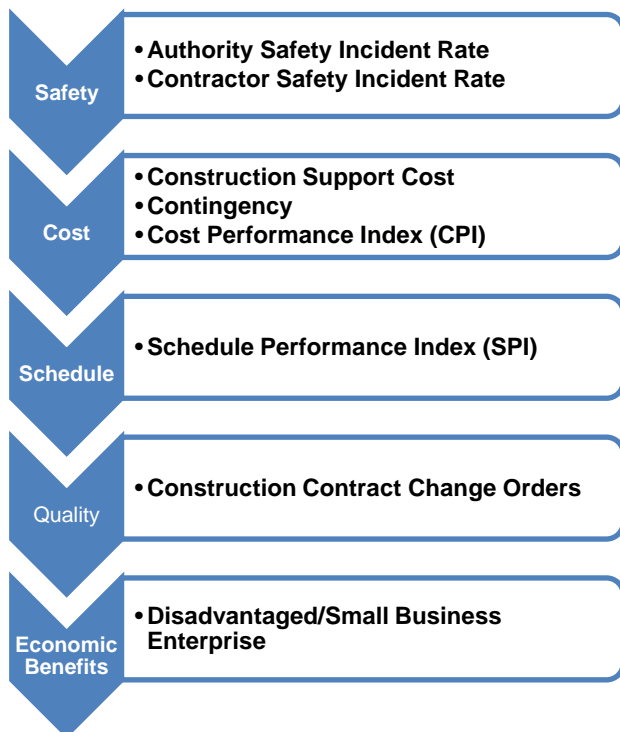 Safety
•Authority Safety Incident Rate
•Contractor Safety Incident Rate
Cost
•Construction Support Cost
•Contingency
•Cost Performance Index (CPI)
Schedule
•Schedule Performance Index (SPI)
Quality
•Construction Contract Change Orders
Economic
Benefits
•Disadvantaged/Small Business
Enterprise